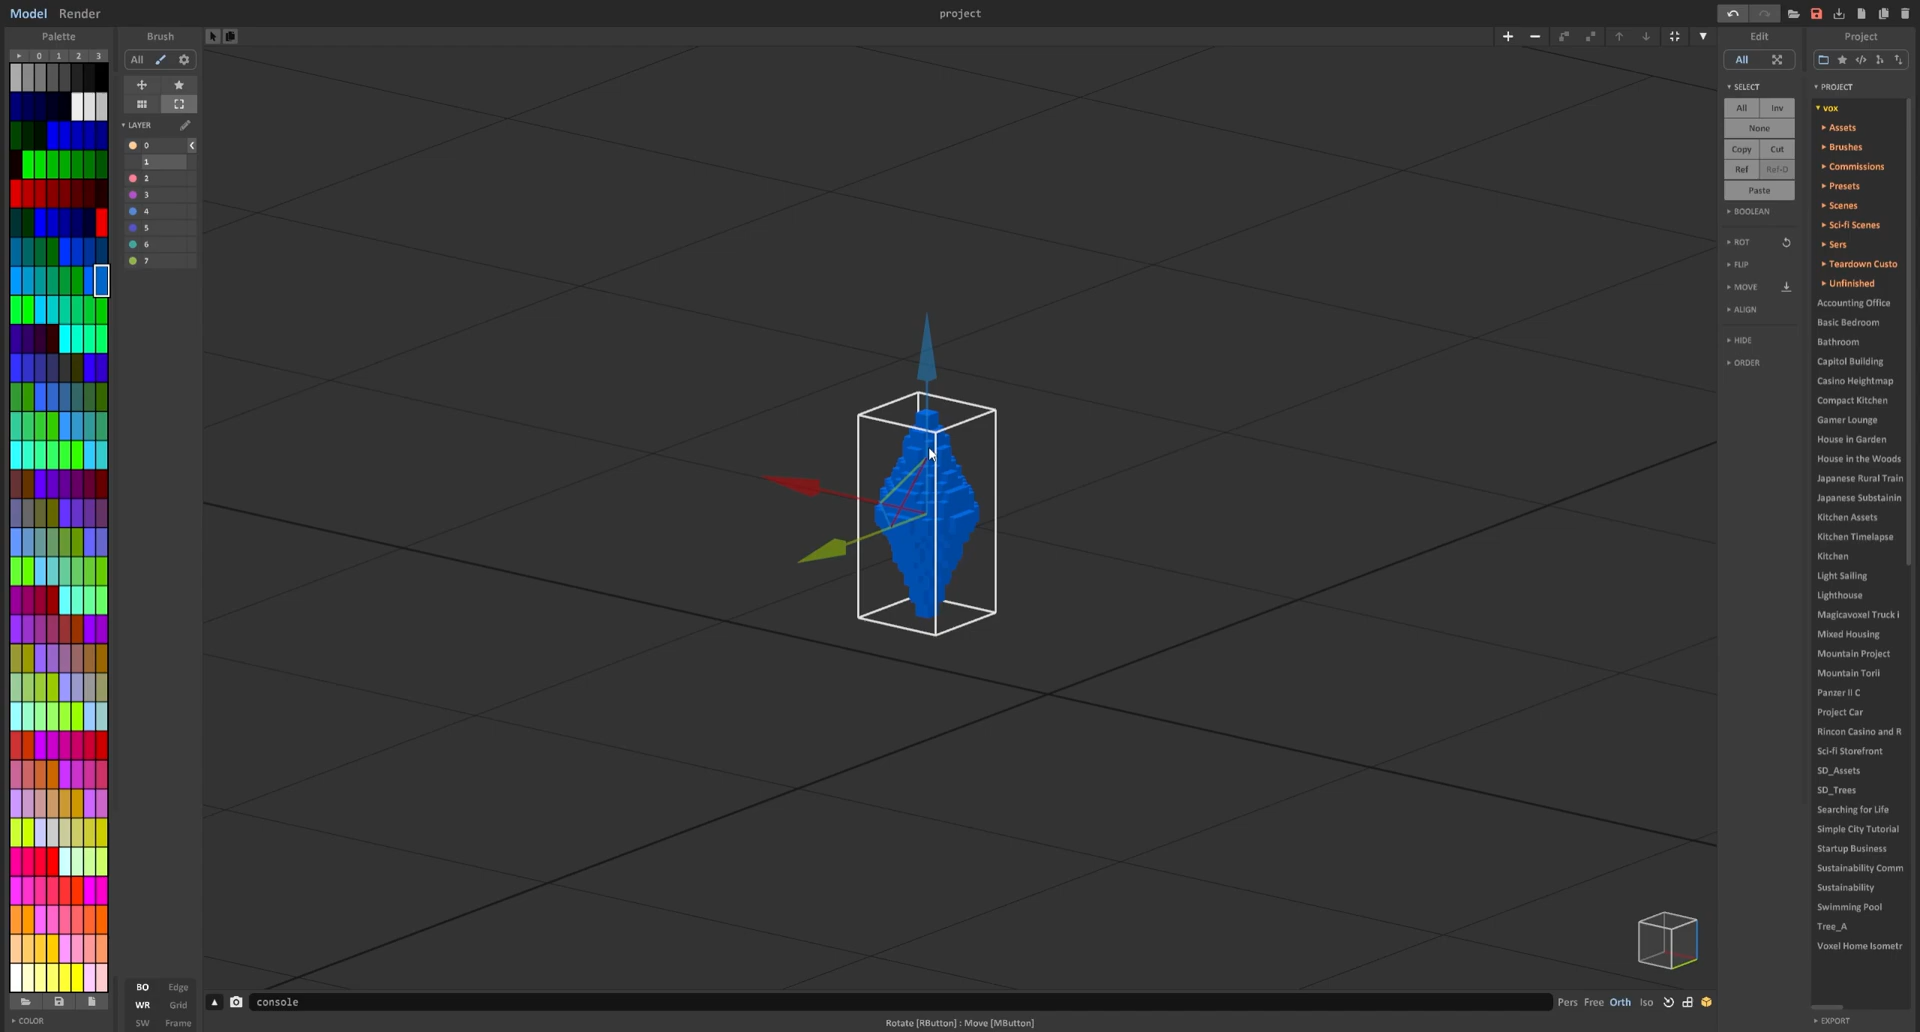 Model Render
project
Palette
Brush
Edit
Project
0 1 2 3
All
All
LAYER
0
1
2
3
4
5
6
7
SELECT
All Inv
None
Copy Cut
Ref Ref-D
Paste
BOOLEAN
ROT
FLIP
MOVE
ALIGN
HIDE
ORDER
PROJECT
vox
Assets
Brushes
Commissions
Presets
Scenes
Sci-fi Scenes
Sers
Teardown Custo
Unfinished
Accounting Office
Basic Bedroom
Bathroom
Capitol Building
Casino Heightmap
Compact Kitchen
Gamer Lounge
House in Garden
House in the Woods
Japanese Rural Train
Japanese Substainin
Kitchen Assets
Kitchen Timelapse
Kitchen
Light Sailing
Lighthouse
Magicavoxel Truck i
Mixed Housing
Mountain Project
Mountain Torii
Panzer II C
Project Car
Rincon Casino and R
Sci-fi Storefront
SD_Assets
SD_Trees
Searching for Life
Simple City Tutorial
Startup Business
Sustainability Comm
Sustainability
Swimming Pool
Tree_A
Voxel Home Isometr
BO Edge
WR Grid
SW Frame
console
Pers Free Orth Iso
COLOR
Rotate [RButton] : Move [MButton]
EXPORT